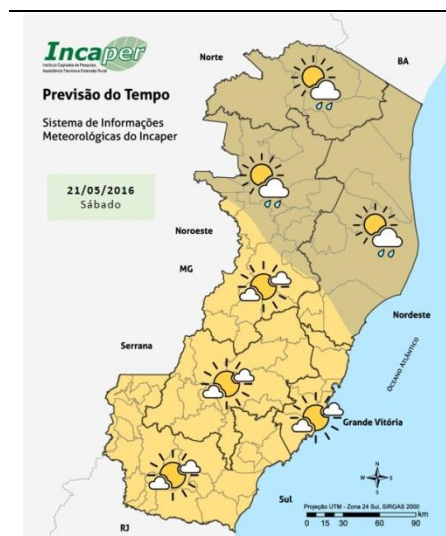 Incaper
Instituto Capixaba de Pesquisa,
Assistência Técnica e Extensão Rural
Previsão do Tempo
Sistema de Informações
Meteorológicas do Incaper
21/05/2016
Sábado
Norte
BA
Noroeste
MG
Nordeste
Serrana
OCEANO ATLÂNTICO
Grande Vitória
N
W
E
S
Sul
Projeção UTM - Zona 24 Sul, SIRGAS 2000
km
0 15 30 60 90
RJ